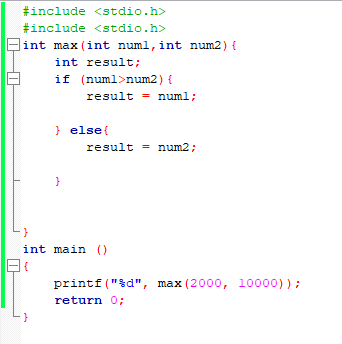 #include <stdio.h>
#include <stdio.h>
int max(int num1,int num2){
    int result;
    if (num1>num2){
        result = num1;
    } else{
        result = num2;
    }
}
int main ()
{
    printf("%d", max(2000, 10000));
    return 0;
}